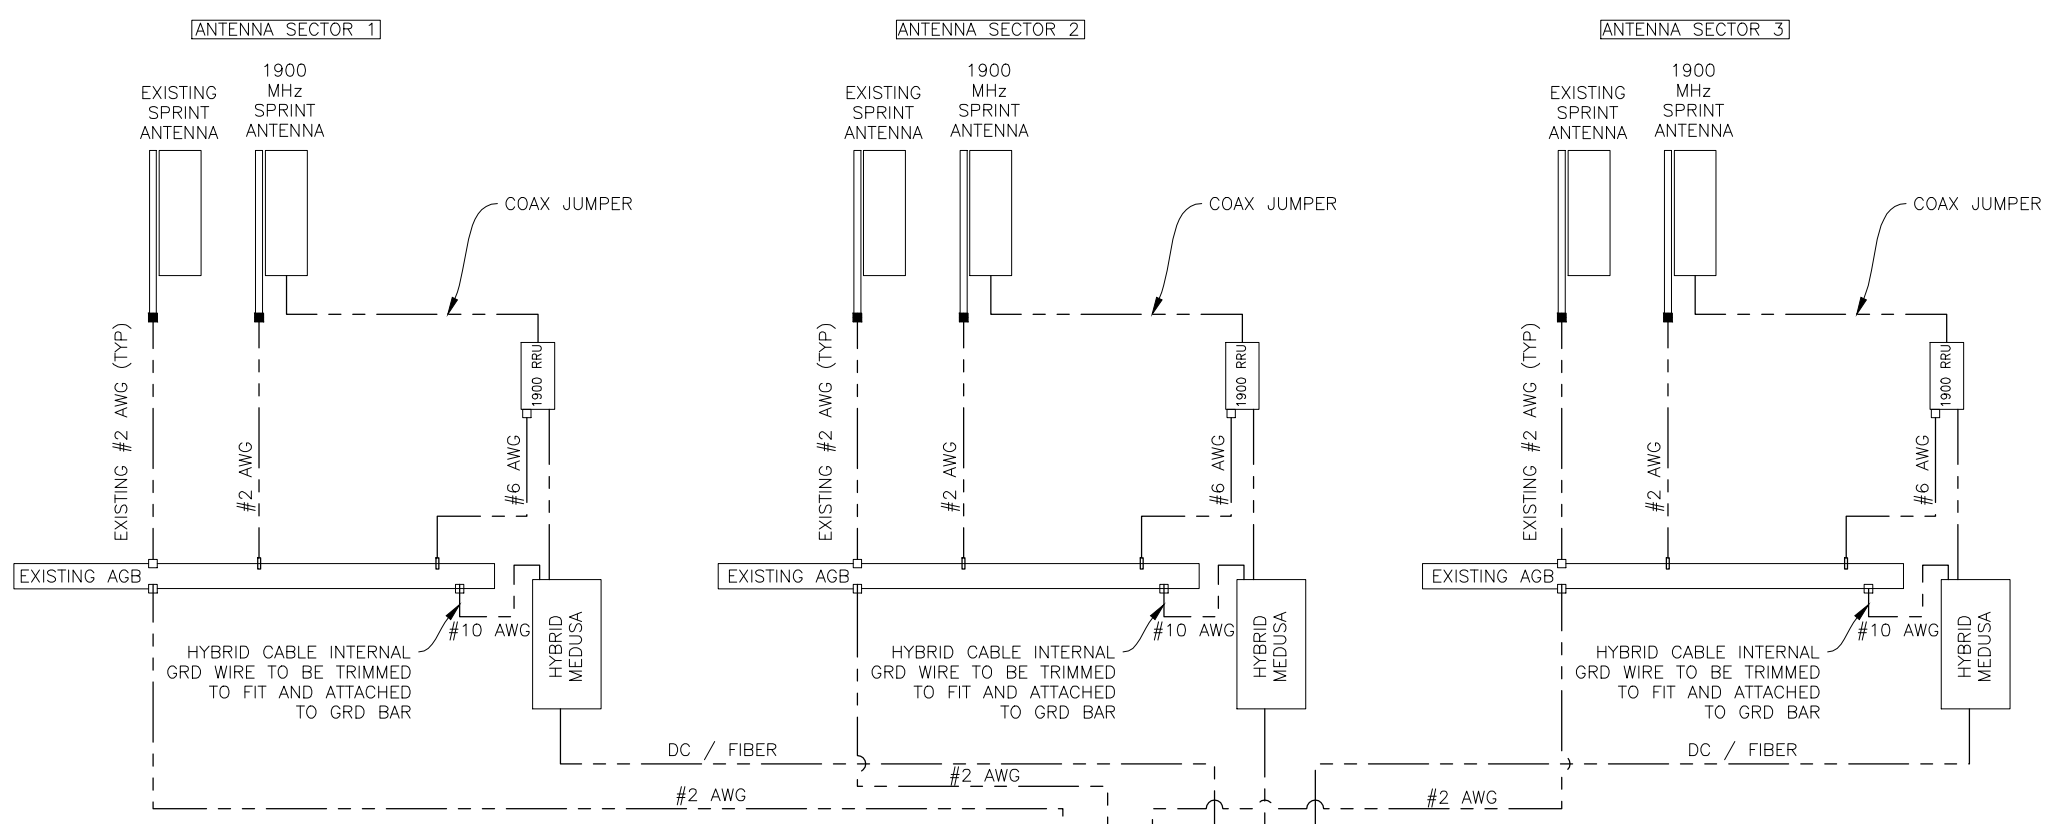 ANTENNA SECTOR 1
EXISTING
SPRINT
ANTENNA
1900
MHz
SPRINT
ANTENNA
COAX JUMPER
EXISTING #2 AWG (TYP)
#2 AWG
1900 RRU
#6 AWG
EXISTING AGB
#10 AWG
HYBRID
MEDUSA
HYBRID CABLE INTERNAL
GRD WIRE TO BE TRIMMED
TO FIT AND ATTACHED
TO GRD BAR
DC / FIBER
#2 AWG
ANTENNA SECTOR 2
EXISTING
SPRINT
ANTENNA
1900
MHz
SPRINT
ANTENNA
COAX JUMPER
EXISTING #2 AWG (TYP)
#2 AWG
1900 RRU
#6 AWG
EXISTING AGB
#10 AWG
HYBRID
MEDUSA
HYBRID CABLE INTERNAL
GRD WIRE TO BE TRIMMED
TO FIT AND ATTACHED
TO GRD BAR
#2 AWG
ANTENNA SECTOR 3
EXISTING
SPRINT
ANTENNA
1900
MHz
SPRINT
ANTENNA
COAX JUMPER
EXISTING #2 AWG (TYP)
#2 AWG
1900 RRU
#6 AWG
EXISTING AGB
#10 AWG
HYBRID
MEDUSA
HYBRID CABLE INTERNAL
GRD WIRE TO BE TRIMMED
TO FIT AND ATTACHED
TO GRD BAR
DC / FIBER
#2 AWG